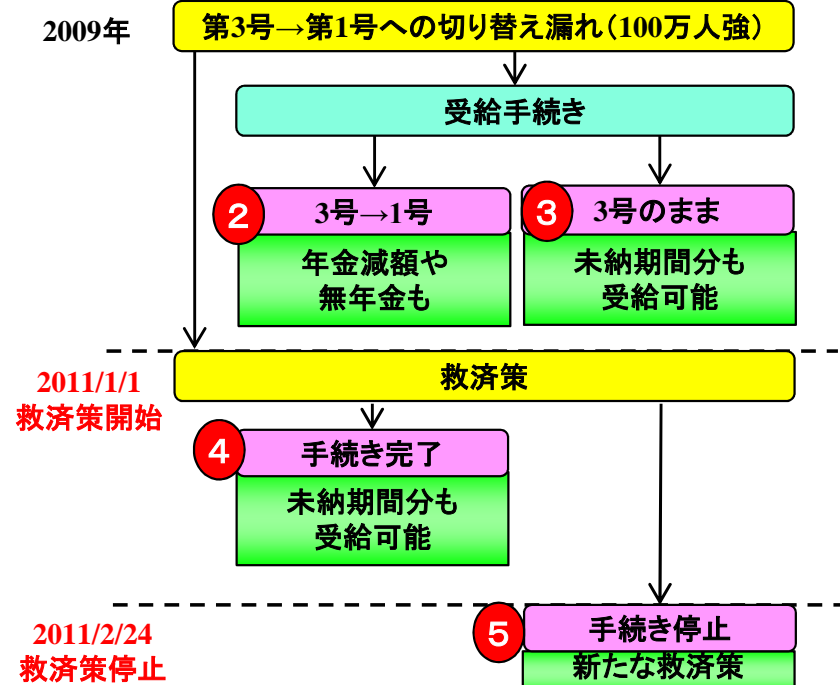 2009年
第3号→第1号への切り替え漏れ（100万人強）
受給手続き
２
3号→1号
年金減額や
無年金も
３
3号のまま
未納期間分も
受給可能
2011/1/1
救済策開始
救済策
４
手続き完了
未納期間分も
受給可能
2011/2/24
救済策停止
５
手続き停止
新たな救済策